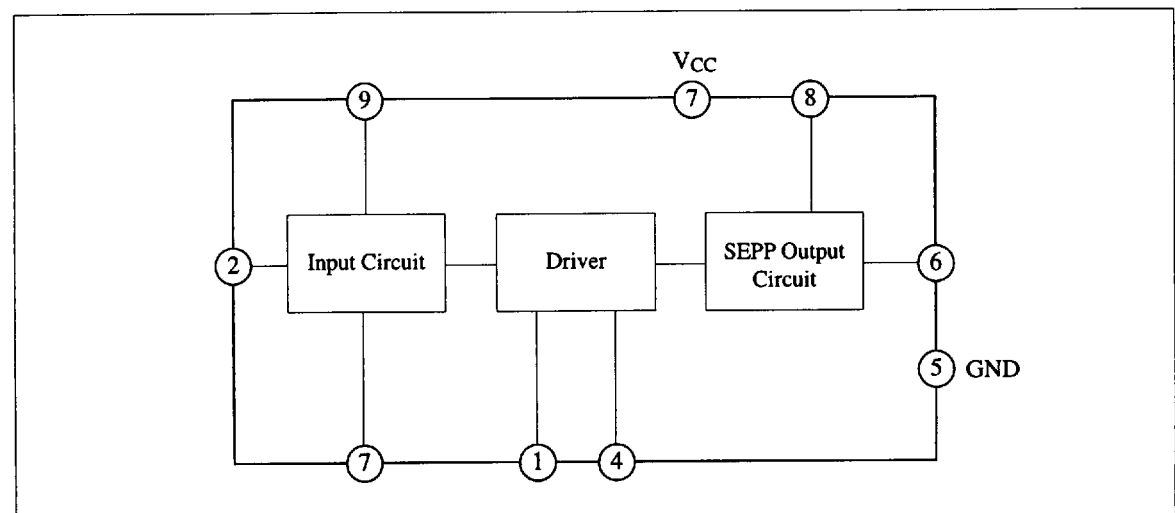 VCC
9
7
8
2
Input Circuit
Driver
SEPP Output
Circuit
6
5
GND
7
1
4